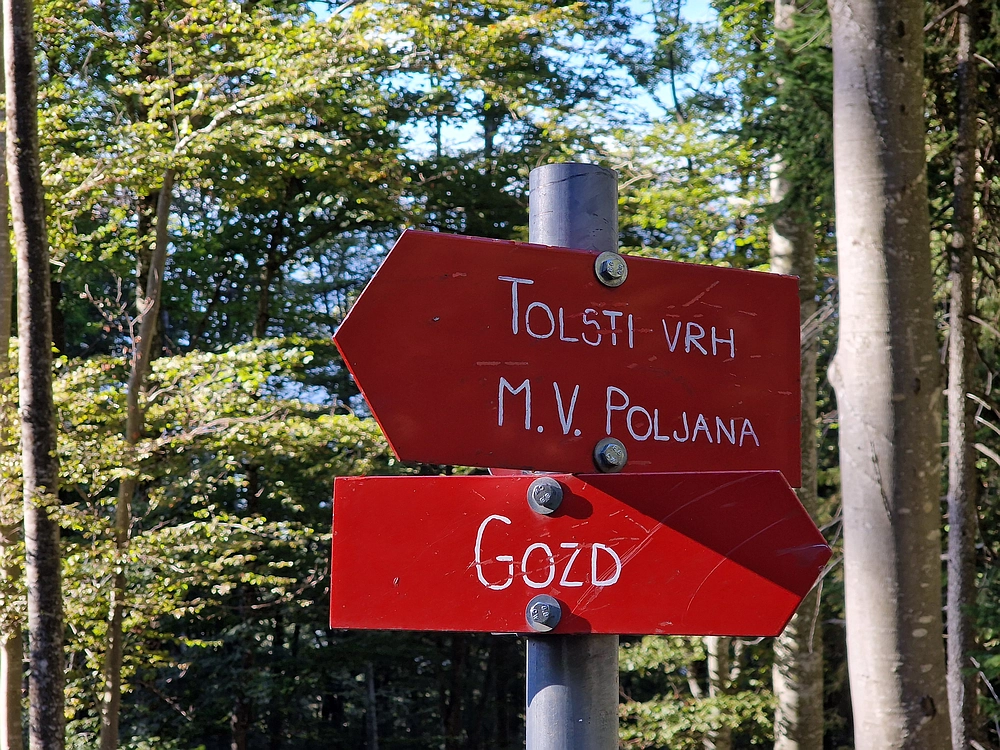 TOLSTI VRH
M.V. POLJANA
GOZD